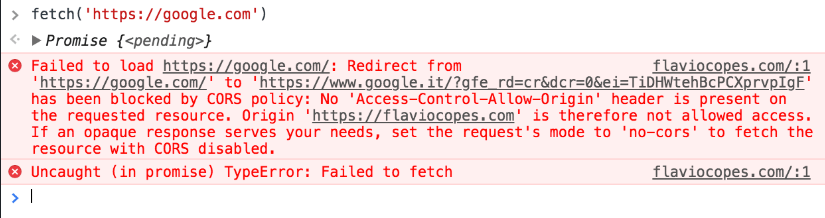 > fetch('https://google.com')
<· ▶ Promise {<pending>}
Failed to load https://google.com/: Redirect from flaviocopes.com/:1
'https://google.com/' to 'https://www.google.it/?gfe_rd=cr&dcr=0&ei=TiDHWtehBcPCXprvpIgF'
has been blocked by CORS policy: No 'Access-Control-Allow-Origin' header is present on
the requested resource. Origin 'https://flaviocopes.com' is therefore not allowed access.
If an opaque response serves your needs, set the request's mode to 'no-cors' to fetch the
resource with CORS disabled.
Uncaught (in promise) TypeError: Failed to fetch flaviocopes.com/:1
>